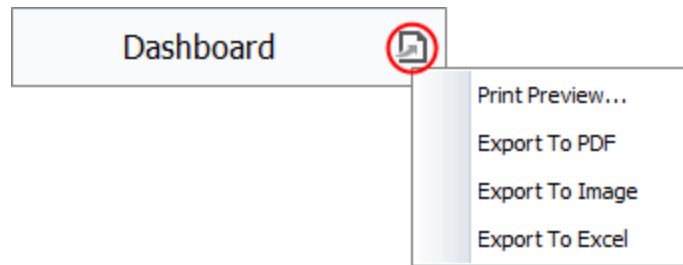 Dashboard
Print Preview...
Export To PDF
Export To Image
Export To Excel